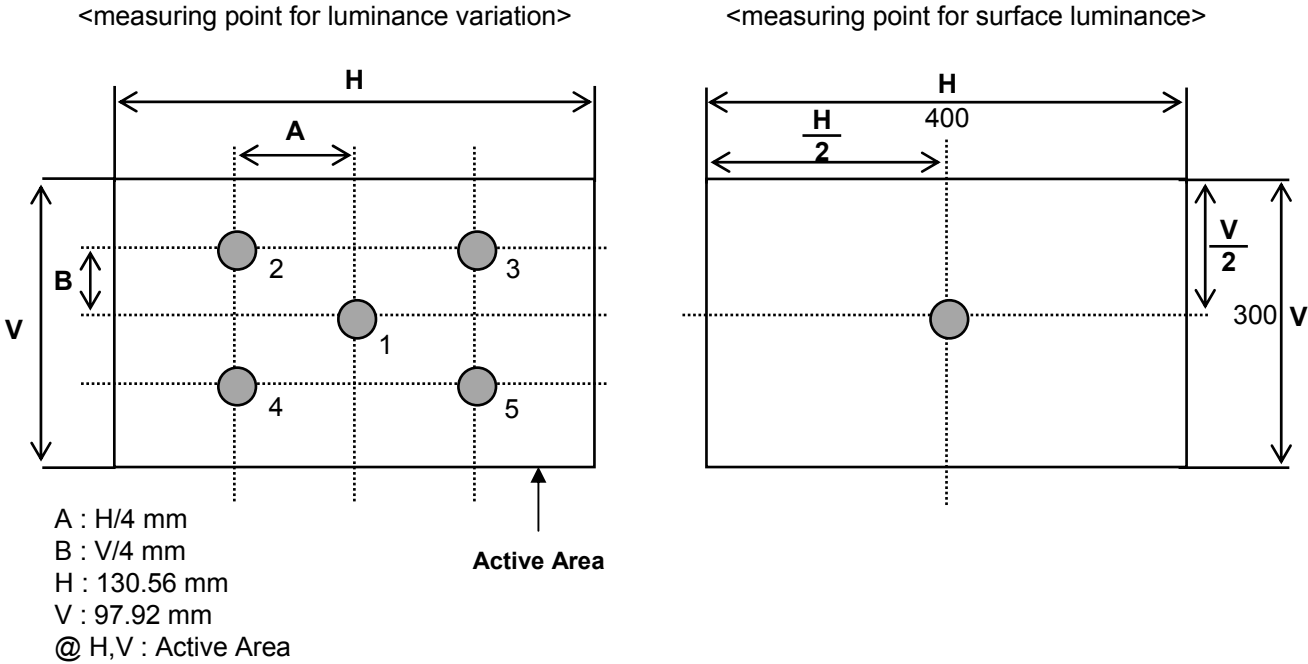 <measuring point for luminance variation>
H
A
B
V
2
3
1
4
5
Active Area
A : H/4 mm
B : V/4 mm
H : 130.56 mm
V : 97.92 mm
@ H,V : Active Area
<measuring point for surface luminance>
H
400
H
2
V
2
300 V